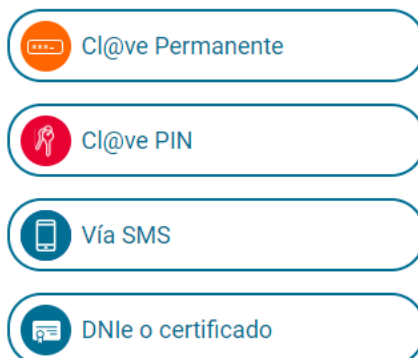 Cl@ve Permanente
Cl@ve PIN
Vía SMS
DNIe o certificado